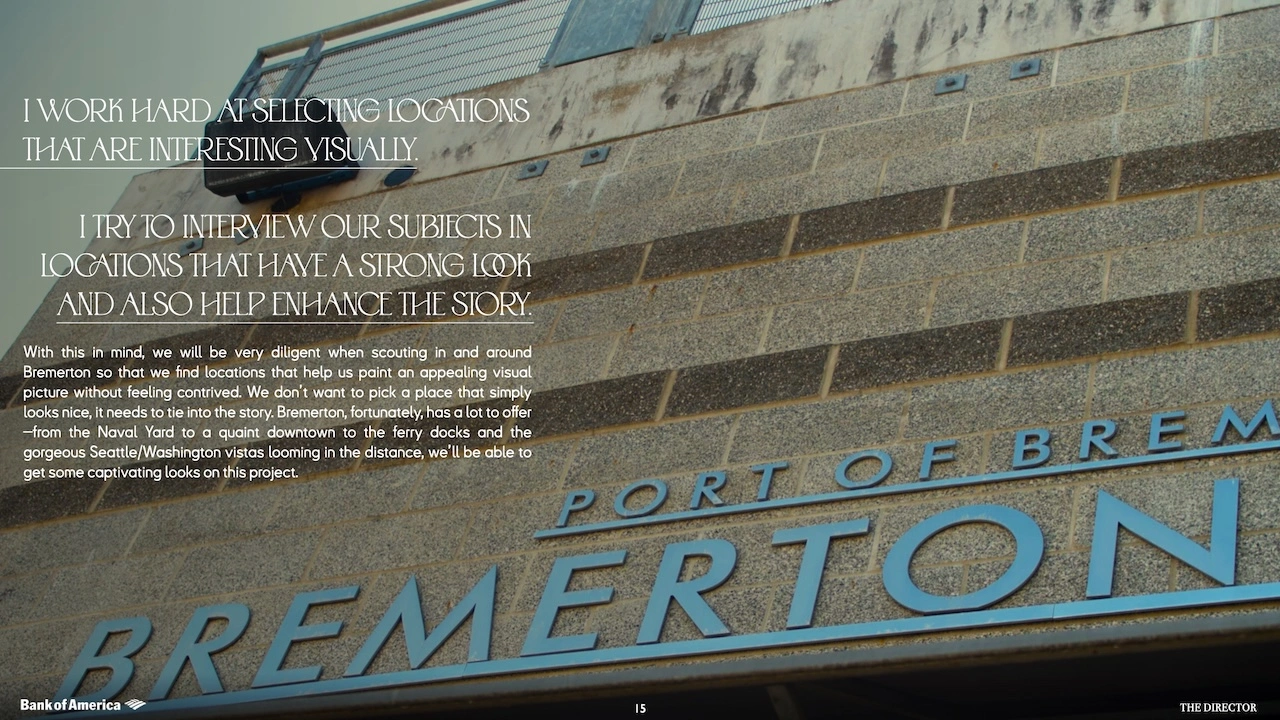 I WORK HARD AT SELECTING LOCATIONS
THAT ARE INTERESTING VISUALLY.
I TRY TO INTERVIEW OUR SUBJECTS IN
LOCATIONS THAT HAVE A STRONG LOOK
AND ALSO HELP ENHANCE THE STORY.
With this in mind, we will be very diligent when scouting in and around
Bremerton so that we find locations that help us paint an appealing visual
picture without feeling contrived. We don't want to pick a place that simply
looks nice, it needs to tie into the story. Bremerton, fortunately, has a lot to offer
—from the Naval Yard to a quaint downtown to the ferry docks and the
gorgeous Seattle/Washington vistas looming in the distance, we'll be able to
get some captivating looks on this project.
PORT OF BREM
BREMERTON
Bank of America
15
THE DIRECTOR